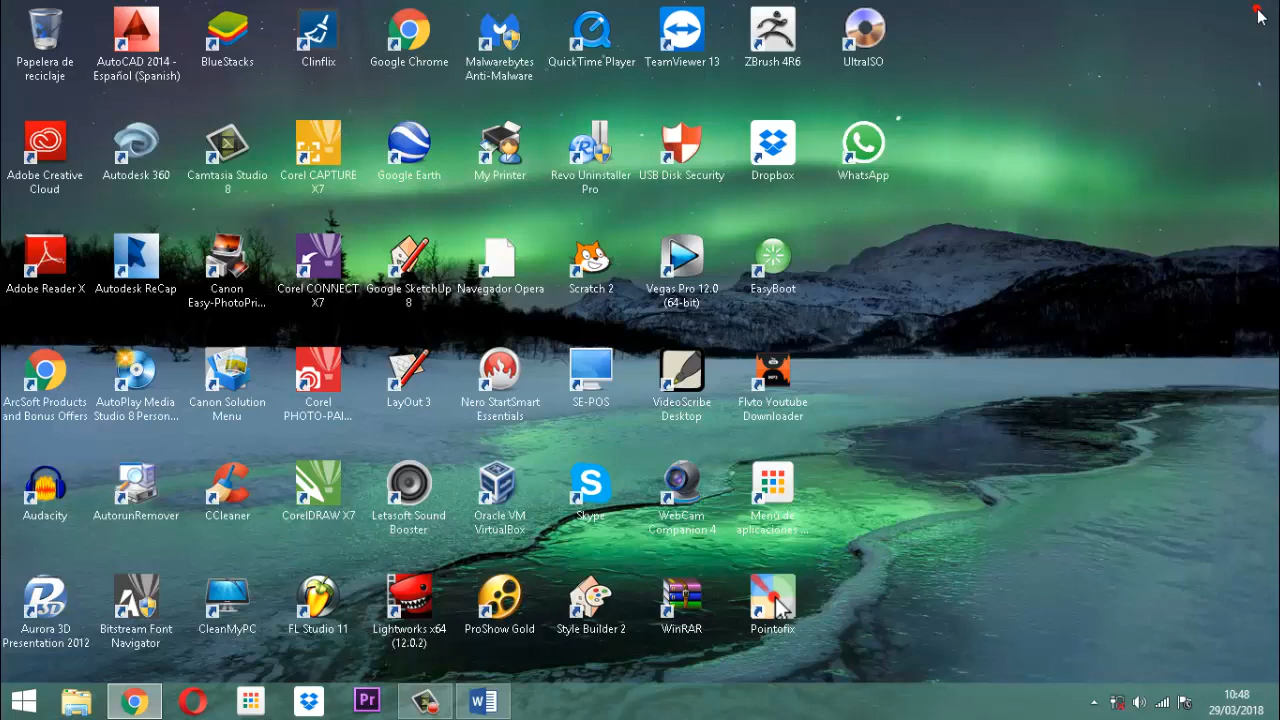 Papelera de
reciclaje
AutoCAD 2014 -
Español (Spanish)
BlueStacks
Clinflix
Google Chrome
Malwarebytes
Anti-Malware
QuickTime Player
TeamViewer 13
ZBrush 4R6
UltraISO
Adobe Creative
Cloud
Autodesk 360
Camtasia Studio
8
Corel CAPTURE
X7
Google Earth
My Printer
Revo Uninstaller
Pro
USB Disk Security
Dropbox
WhatsApp
Adobe Reader X
Autodesk ReCap
Canon
Easy-PhotoPri...
Corel CONNECT
X7
Google SketchUp
8
Navegador Opera
Scratch 2
Vegas Pro 12.0
(64-bit)
EasyBoot
ArcSoft Products
and Bonus Offers
AutoPlay Media
Studio 8 Person...
Canon Solution
Menu
Corel
PHOTO-PAI...
LayOut 3
Nero StartSmart
Essentials
SE-POS
VideoScribe
Desktop
Flvto Youtube
Downloader
Audacity
AutorunRemover
CCleaner
CorelDRAW X7
Letasoft Sound
Booster
Oracle VM
VirtualBox
Skype
WebCam
Companion 4
Menú de
aplicaciones ...
Aurora 3D
Presentation 2012
Bitstream Font
Navigator
CleanMyPC
FL Studio 11
Lightworks x64
(12.0.2)
ProShow Gold
Style Builder 2
WinRAR
Pointofix
Pr
10:48
29/03/2018